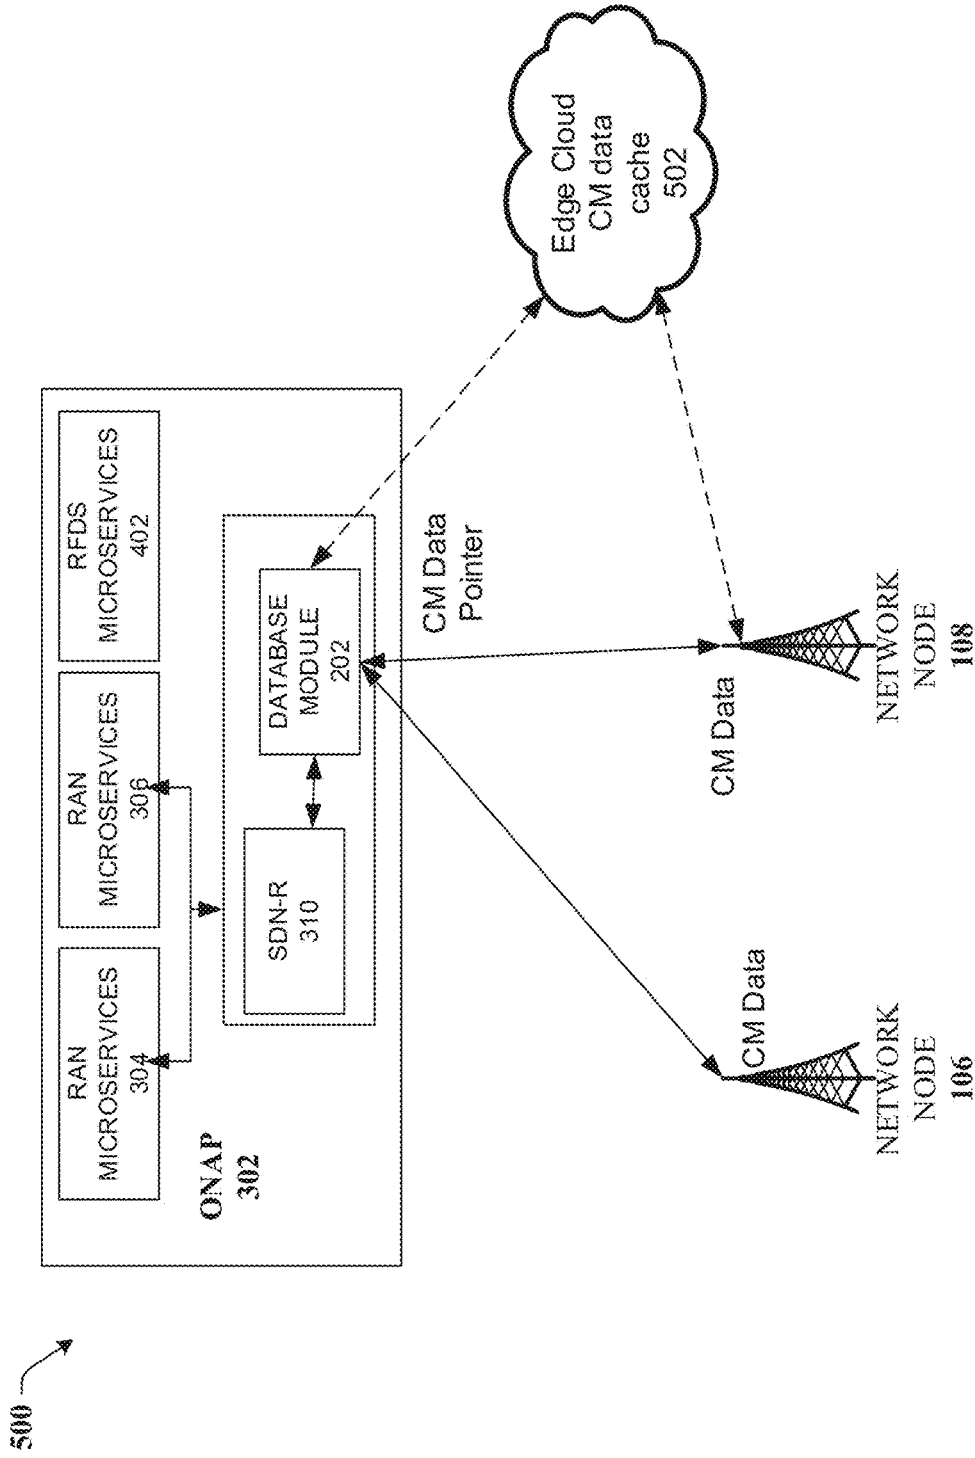 500
RAN
MICROSERVICES
304
RAN
MICROSERVICES
306
RFDS
MICROSERVICES
402
ONAP
302
SDN-R
310
DATABASE
MODULE
202
CM Data
Pointer
Edge Cloud
CM data
cache
502
CM Data
CM Data
NETWORK
NODE
106
NETWORK
NODE
108